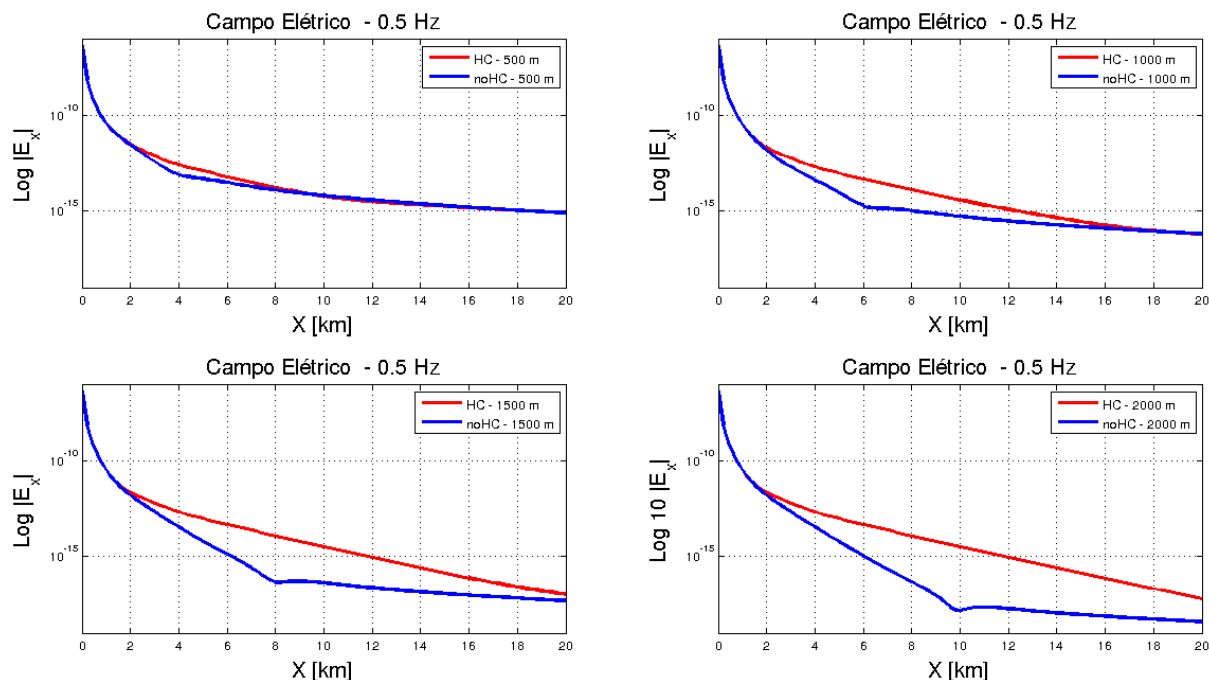 Campo Elétrico - 0.5 Hz
HC - 500 m
noHC - 500 m
Log |E_x|
10^-10
10^-15
0 2 4 6 8 10 12 14 16 18 20
X [km]
Campo Elétrico - 0.5 Hz
HC - 1000 m
noHC - 1000 m
Log |E_x|
10^-10
10^-15
0 2 4 6 8 10 12 14 16 18 20
X [km]
Campo Elétrico - 0.5 Hz
HC - 1500 m
noHC - 1500 m
Log |E_x|
10^-10
10^-15
0 2 4 6 8 10 12 14 16 18 20
X [km]
Campo Elétrico - 0.5 Hz
HC - 2000 m
noHC - 2000 m
Log 10 |E_x|
10^-10
10^-15
0 2 4 6 8 10 12 14 16 18 20
X [km]